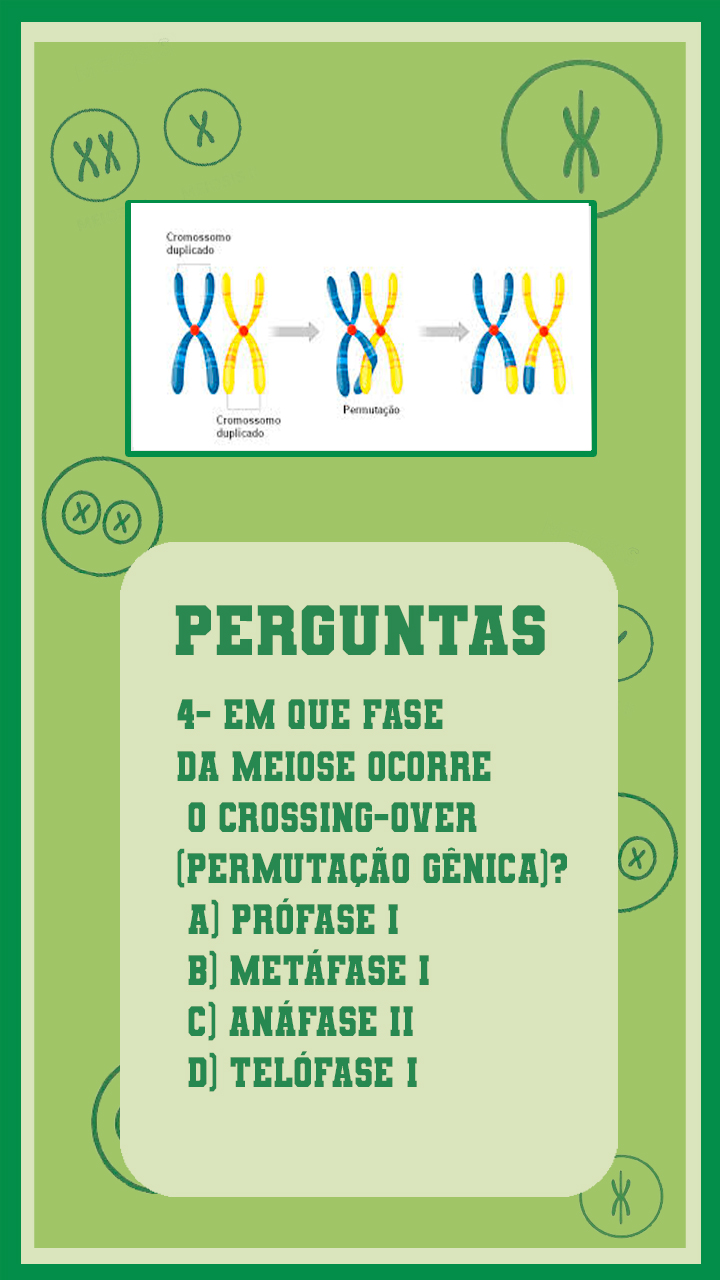 Cromossomo
duplicado
Cromossomo
duplicado
Permutação
PERGUNTAS
4- EM QUE FASE
DA MEIOSE OCORRE
O CROSSING-OVER
(PERMUTAÇÃO GÊNICA)?
A) PRÓFASE I
B) METÁFASE I
C) ANÁFASE II
D) TELÓFASE I